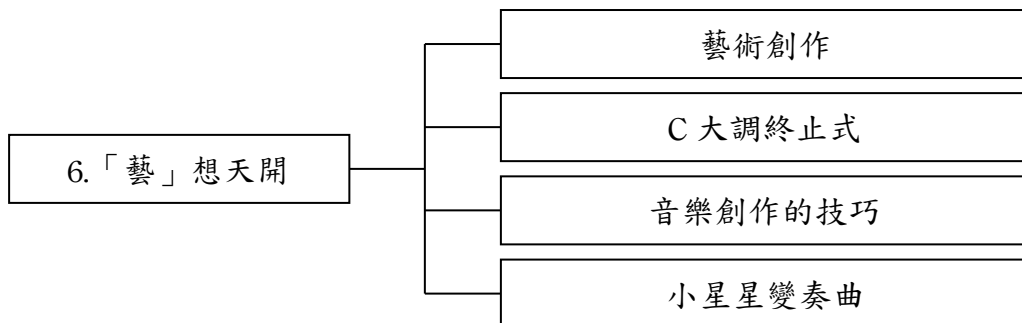 6.「藝」想天開
藝術創作
C 大調終止式
音樂創作的技巧
小星星變奏曲